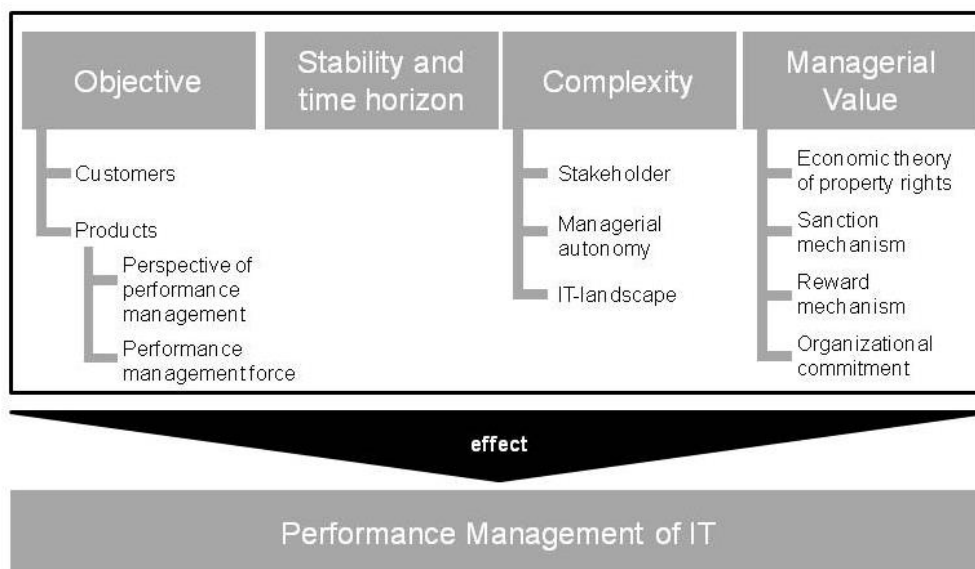 Objective
Stability and
time horizon
Complexity
Managerial
Value
Customers
Products
Perspective of
performance
management
Performance
management force
Stakeholder
Managerial
autonomy
IT-landscape
Economic theory
of property rights
Sanction
mechanism
Reward
mechanism
Organizational
commitment
effect
Performance Management of IT